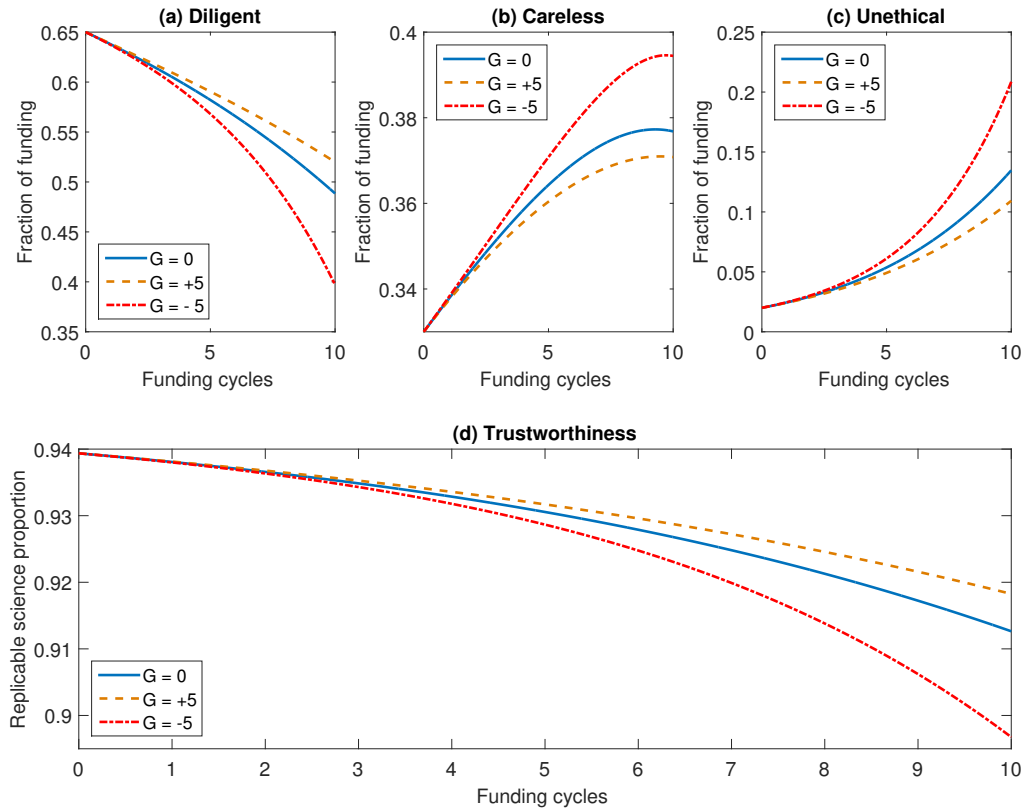 (a) Diligent
Fraction of funding
0.65
0.6
0.55
0.5
0.45
0.4
0.35
G = 0
G = +5
G = - 5
0
5
10
Funding cycles
(b) Careless
Fraction of funding
0.4
0.38
0.36
0.34
G = 0
G = +5
G = -5
0
5
10
Funding cycles
(c) Unethical
Fraction of funding
0.25
0.2
0.15
0.1
0.05
0
G = 0
G = +5
G = -5
0
5
10
Funding cycles
(d) Trustworthiness
Replicable science proportion
0.94
0.93
0.92
0.91
0.9
G = 0
G = +5
G = -5
0
1
2
3
4
5
6
7
8
9
10
Funding cycles